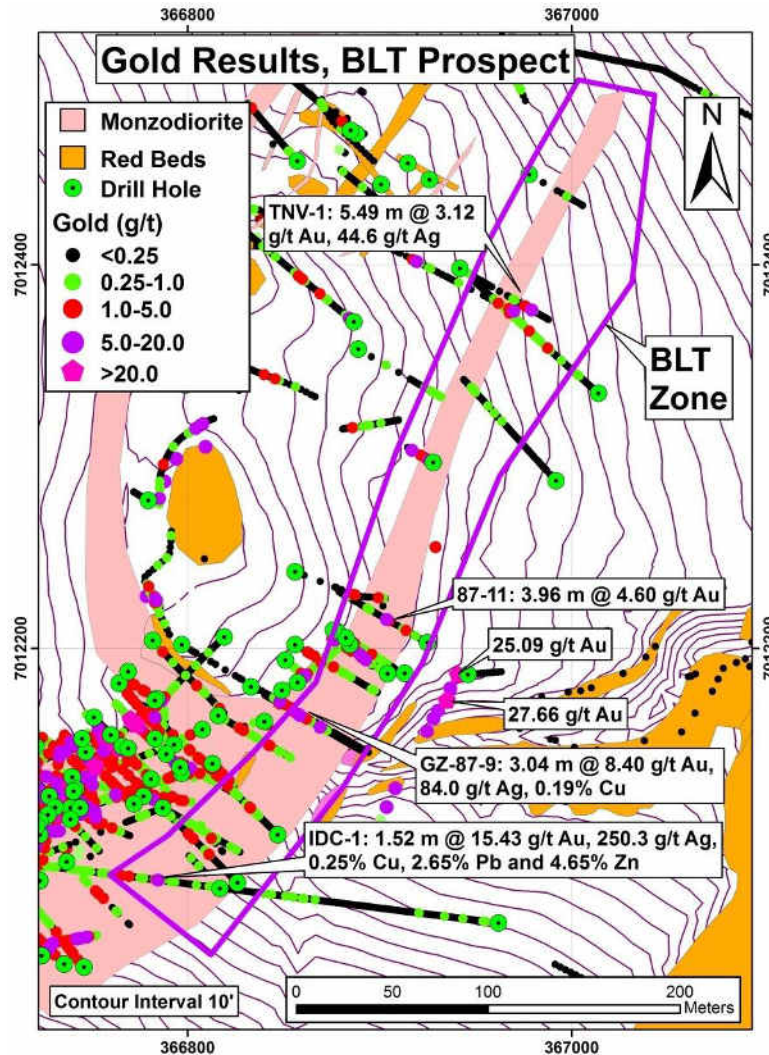 366800
367000
Gold Results, BLT Prospect
Monzodiorite
Red Beds
Drill Hole
Gold (g/t)
<0.25
0.25-1.0
1.0-5.0
5.0-20.0
>20.0
N
TNV-1: 5.49 m @ 3.12
g/t Au, 44.6 g/t Ag
7012400
7012400
BLT
Zone
87-11: 3.96 m @ 4.60 g/t Au
7012200
7012200
25.09 g/t Au
27.66 g/t Au
GZ-87-9: 3.04 m @ 8.40 g/t Au,
84.0 g/t Ag, 0.19% Cu
IDC-1: 1.52 m @ 15.43 g/t Au, 250.3 g/t Ag,
0.25% Cu, 2.65% Pb and 4.65% Zn
Contour Interval 10'
0 50 100 200
Meters
366800
367000